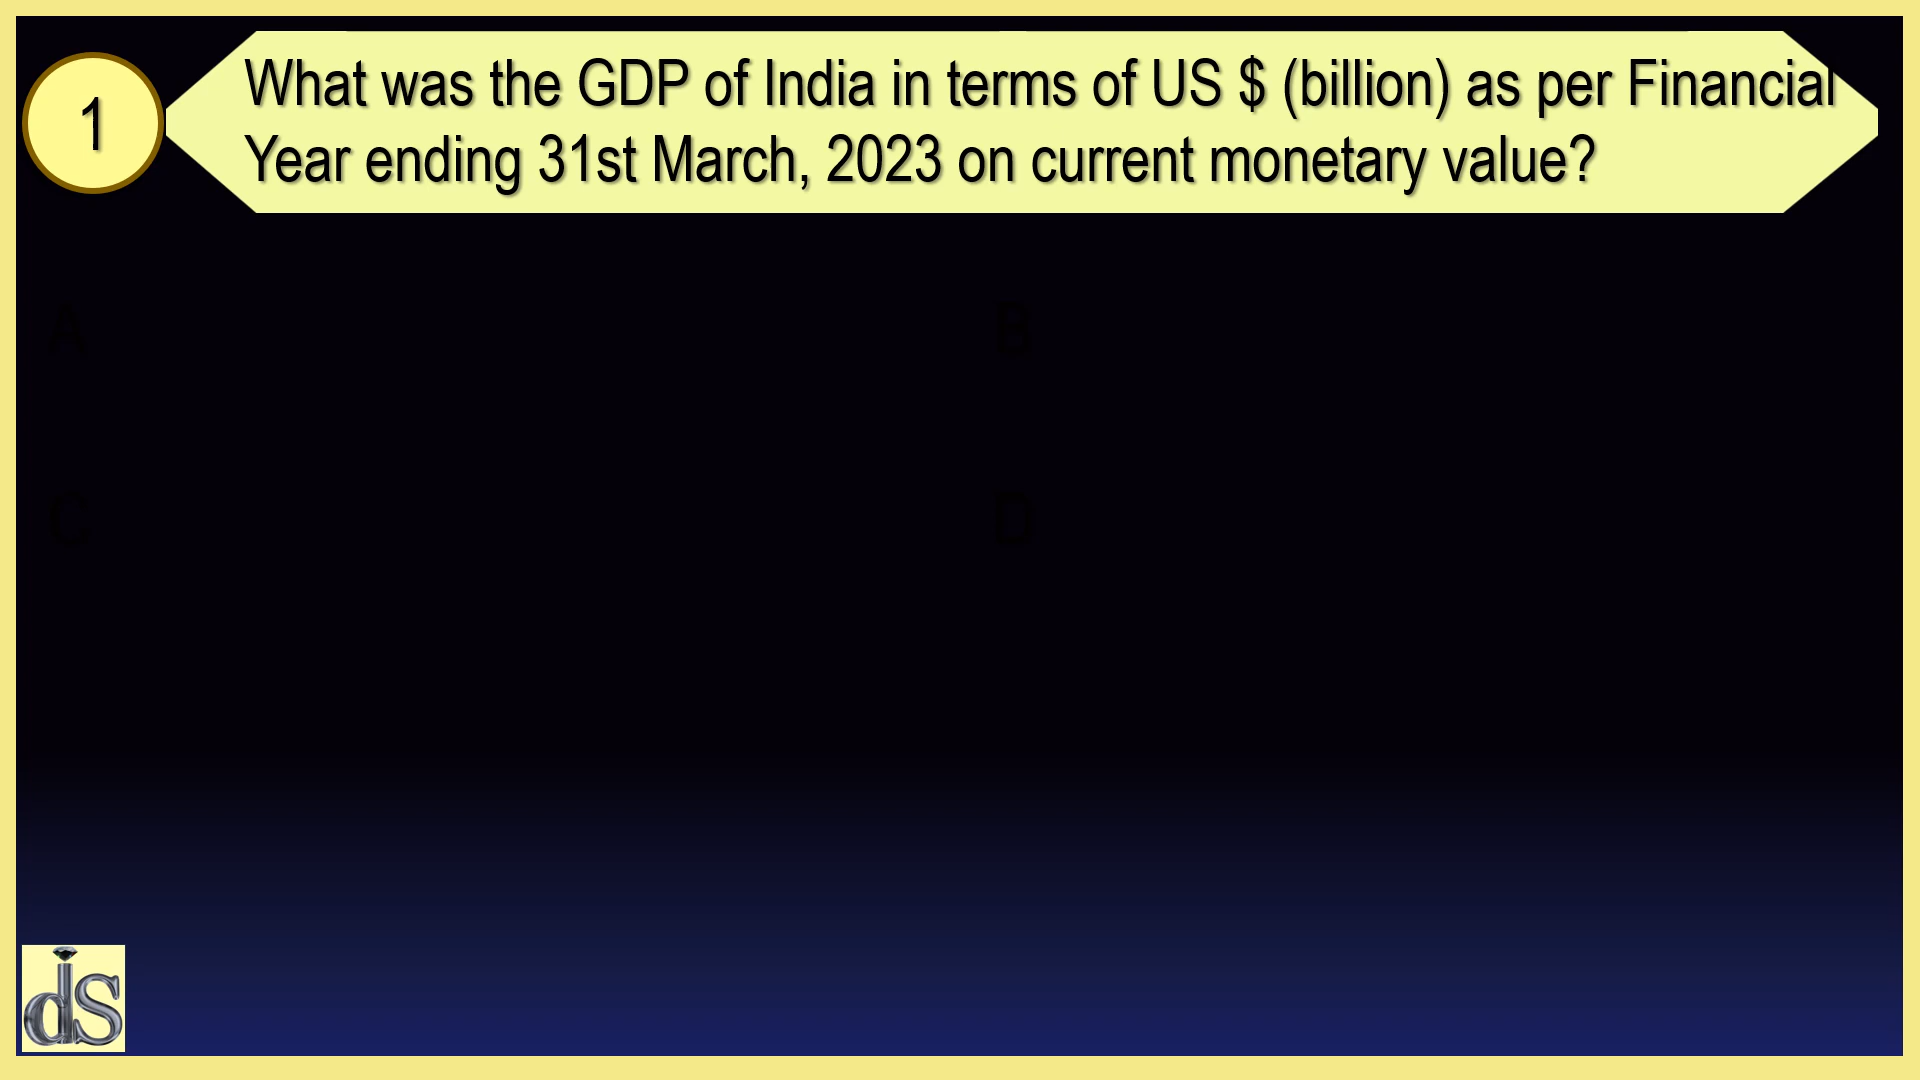 1
What was the GDP of India in terms of US $ (billion) as per Financial
Year ending 31st March, 2023 on current monetary value?
A
B
C
D
ds